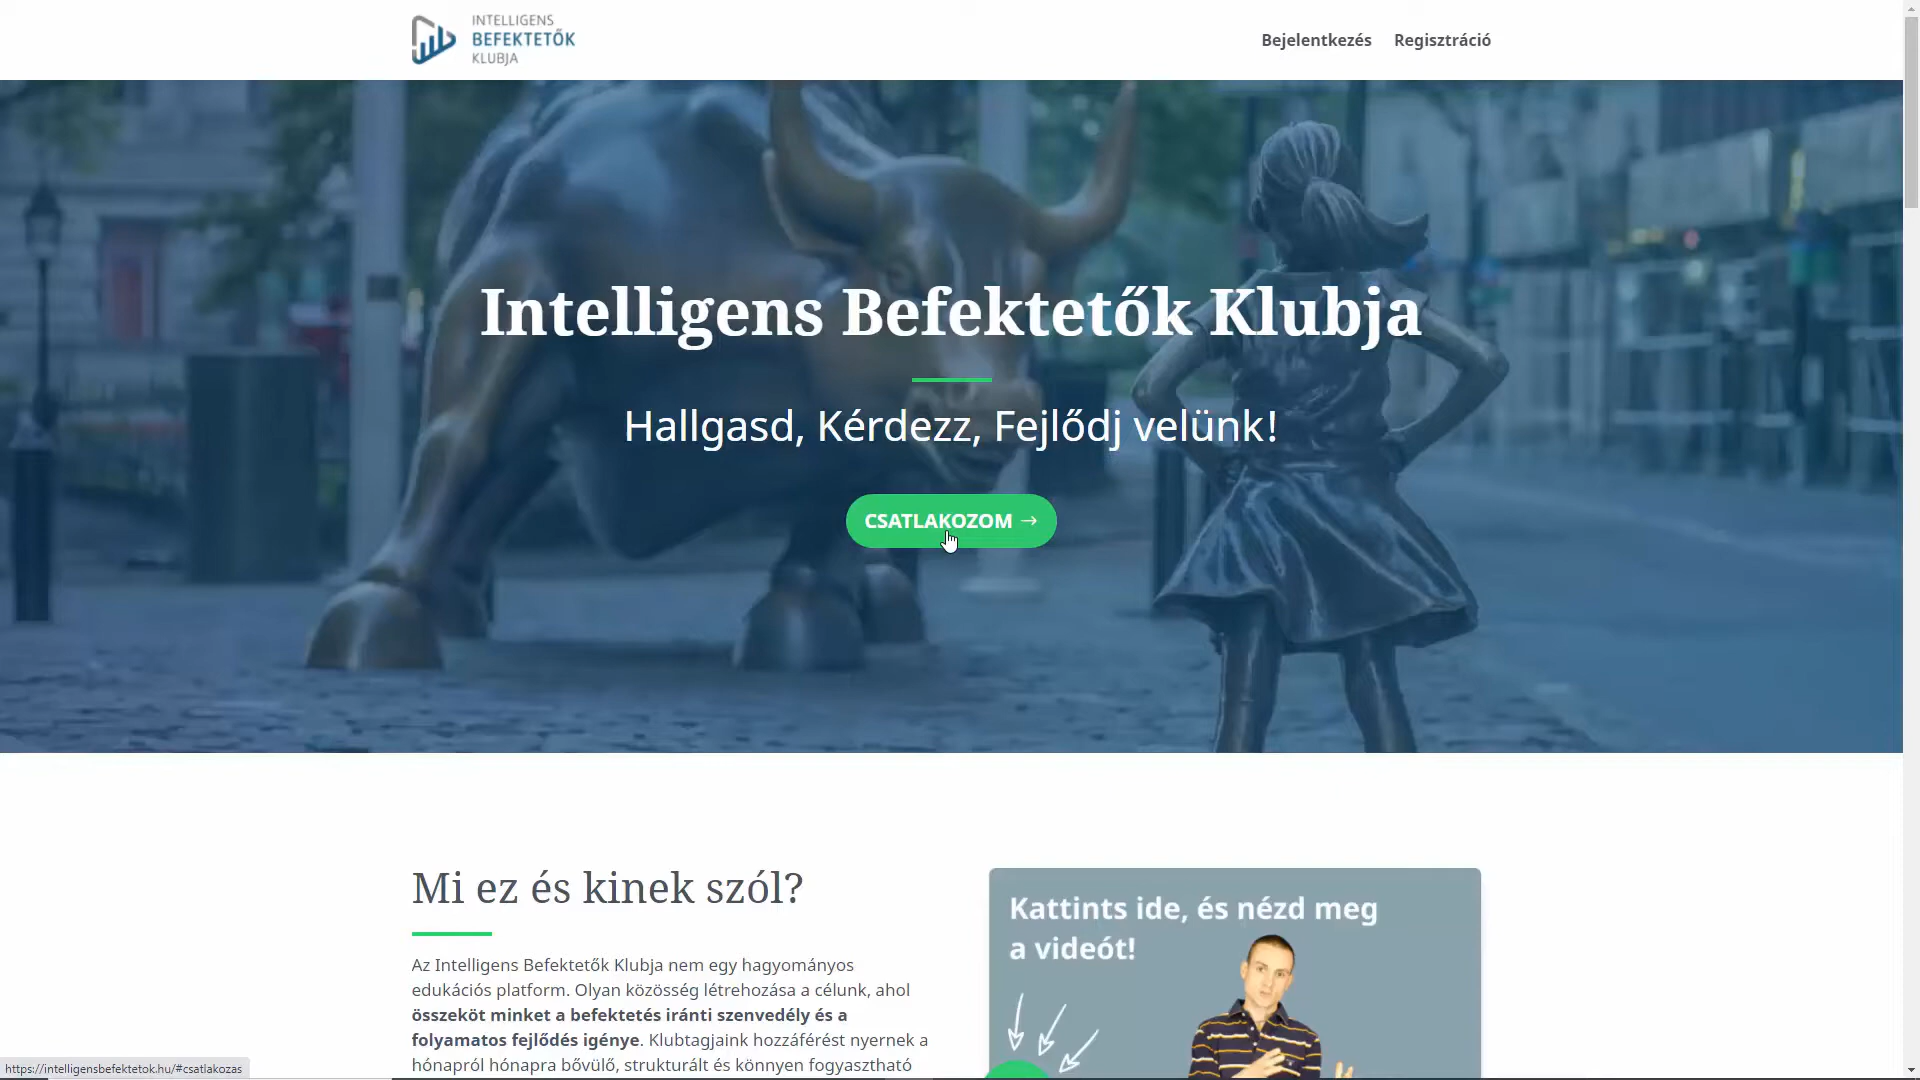 INTELLIGENS
BEFEKTETŐK
KLUBJA
Bejelentkezés
Regisztráció
Intelligens Befektetők Klubja
Hallgasd, Kérdezz, Fejlődj velünk!
CSATLAKOZOM →
Mi ez és kinek szól?
Az Intelligens Befektetők Klubja nem egy hagyományos
edukációs platform. Olyan közösség létrehozása a célunk, ahol
összeköt minket a befektetés iránti szenvedély és a
folyamatos fejlődés igénye. Klubtagjaink hozzáférést nyernek a
hónapról hónapra bővülő, strukturált és könnyen fogyasztható
Kattints ide, és nézd meg
a videót!
https://intelligensbefektetok.hu/#csatlakozas